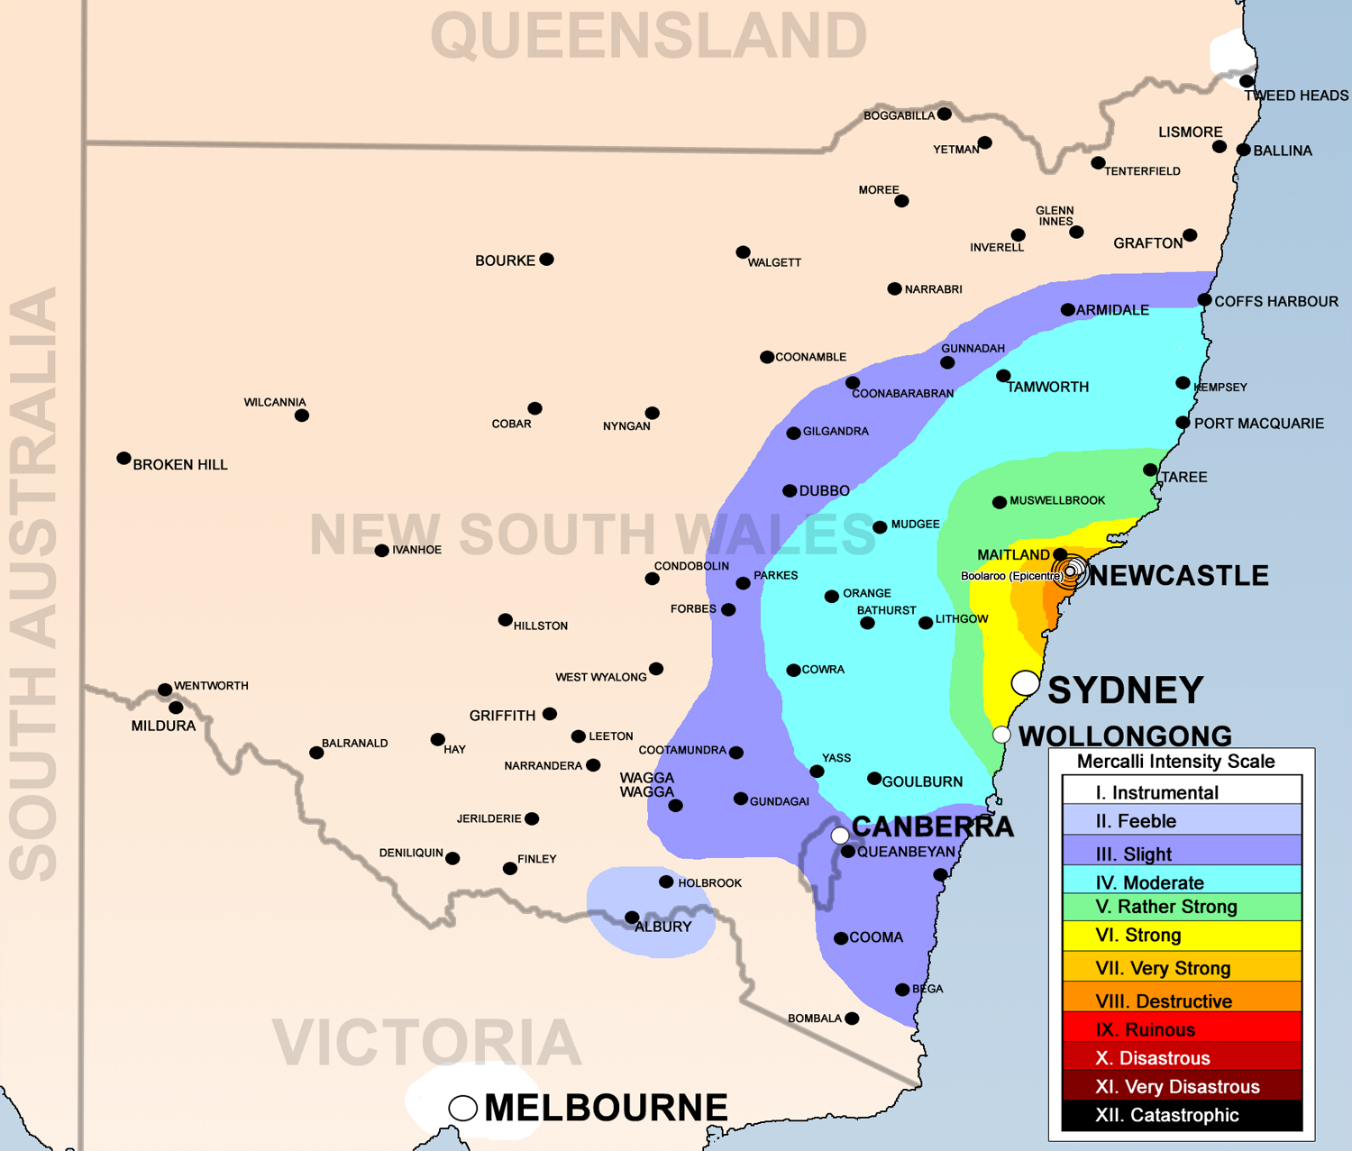 QUEENSLAND
TWEED HEADS
BOGGABILLA
LISMORE
YETMAN
BALLINA
TENTERFIELD
MOREE
GLENN
INNES
GRAFTON
INVERELL
BOURKE
WALGETT
NARRABRI
COFFS HARBOUR
ARMIDALE
GUNNADAH
COONAMBLE
TAMWORTH
KEMPSEY
COONABARABRAN
WILCANNIA
COBAR
NYNGAN
GILGANDRA
PORT MACQUARIE
BROKEN HILL
TAREE
DUBBO
MUSWELLBROOK
SOUTH AUSTRALIA
NEW SOUTH WALES
MUDGEE
IVANHOE
MAITLAND
CONDOBOLIN
PARKES
Boolaroo (Epicentre)
NEWCASTLE
ORANGE
FORBES
BATHURST
LITHGOW
HILLSTON
COWRA
WEST WYALONG
WENTWORTH
SYDNEY
MILDURA
GRIFFITH
LEETON
WOLLONGONG
BALRANALD
HAY
COOTAMUNDRA
YASS
NARRANDERA
WAGGA
WAGGA
GOULBURN
GUNDAGAI
JERILDERIE
CANBERRA
QUEANBEYAN
DENILIQUIN
FINLEY
HOLBROOK
ALBURY
COOMA
BEGA
BOMBALA
VICTORIA
MELBOURNE
Mercalli Intensity Scale
I. Instrumental
II. Feeble
III. Slight
IV. Moderate
V. Rather Strong
VI. Strong
VII. Very Strong
VIII. Destructive
IX. Ruinous
X. Disastrous
XI. Very Disastrous
XII. Catastrophic